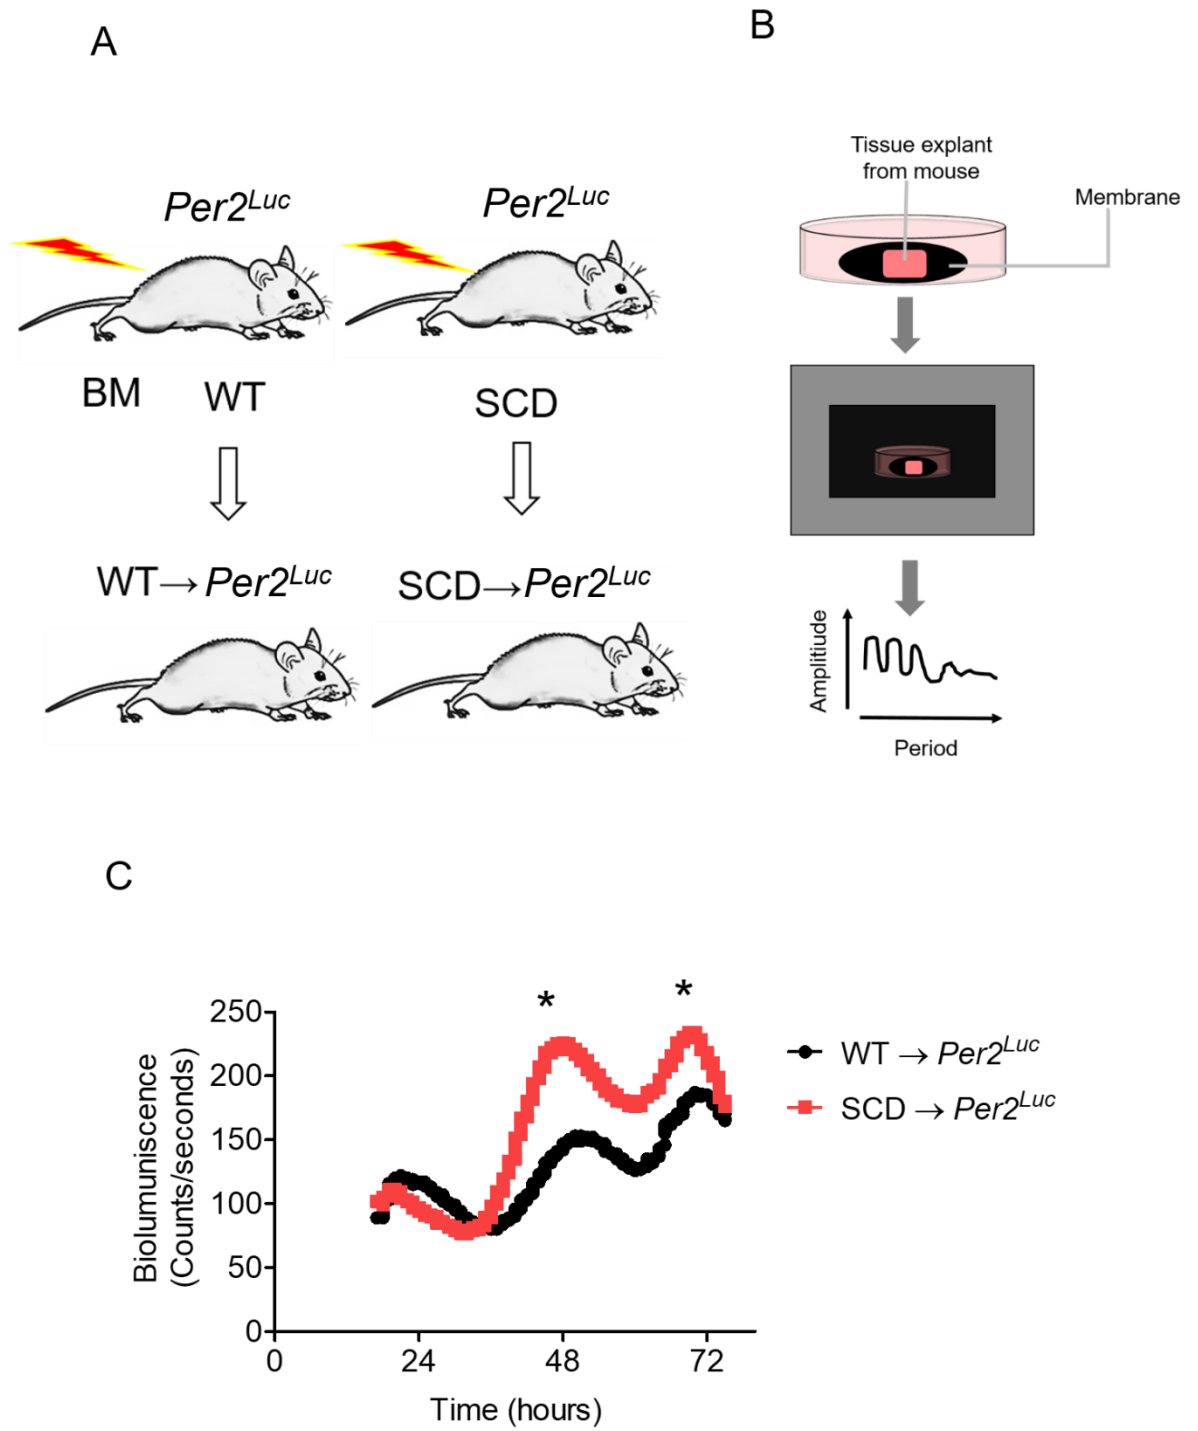 A
Per2Luc
Per2Luc
BM
WT
SCD
WT→Per2Luc
SCD→Per2Luc
B
Tissue explant
from mouse
Membrane
Amplitiude
Period
C
*
*
250
200
150
100
50
0
Biolumuniscence
(Counts/seconds)
0
24
48
72
Time (hours)
WT → Per2Luc
SCD → Per2Luc